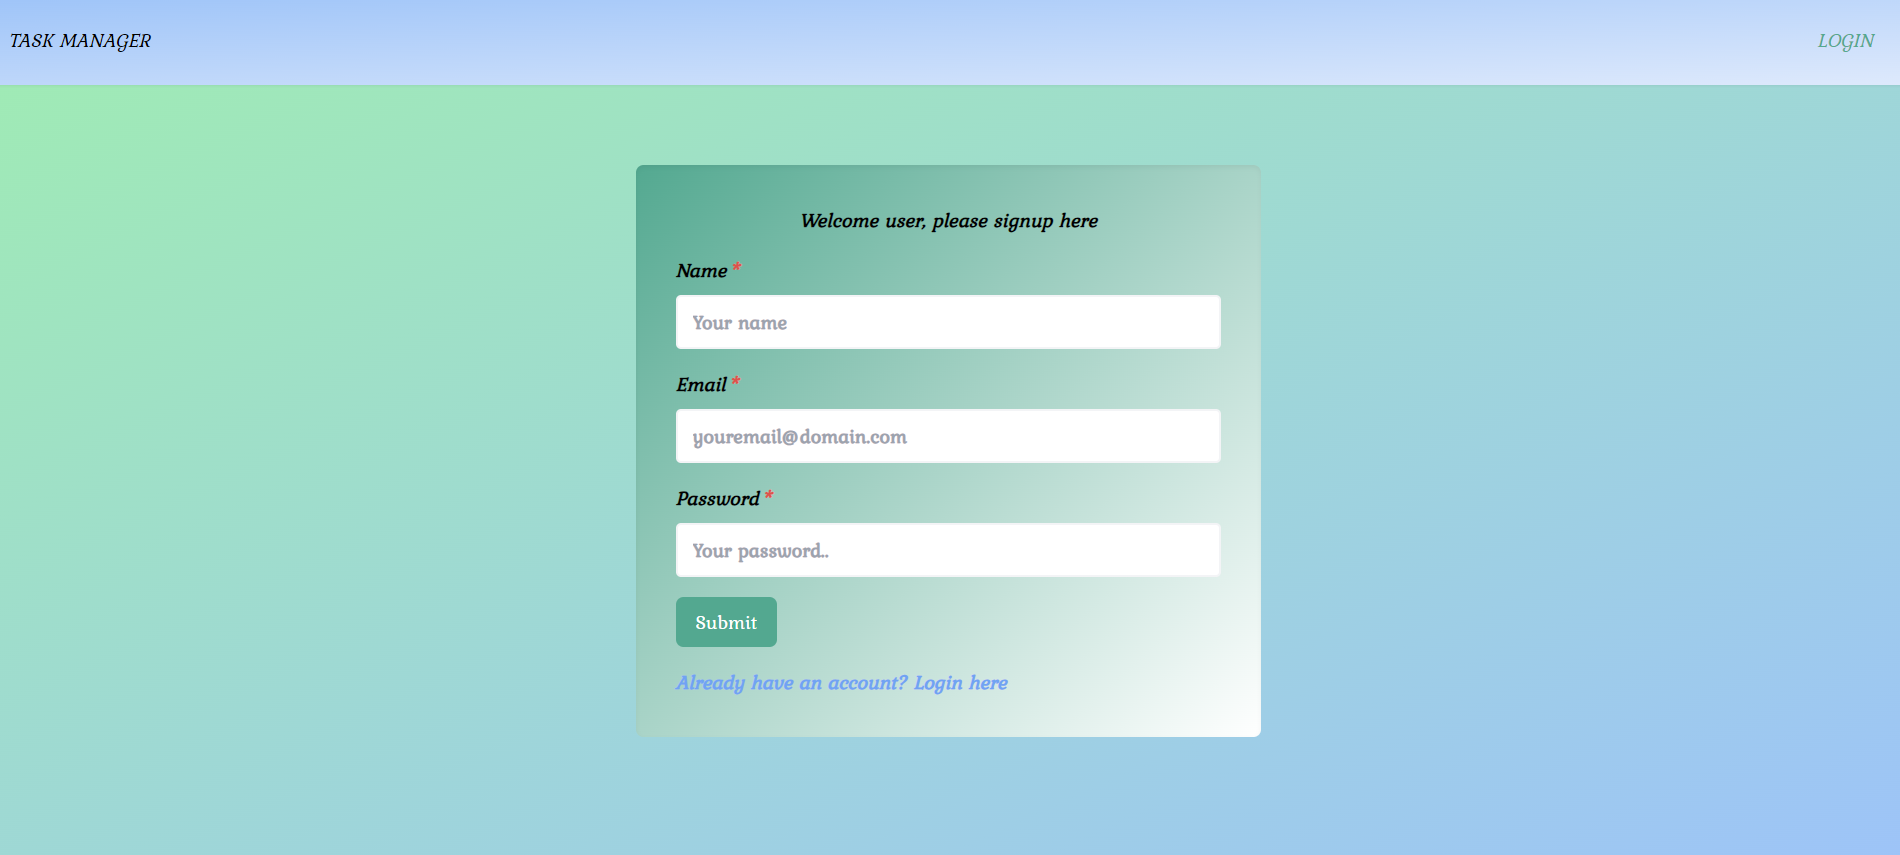 TASK MANAGER
LOGIN
Welcome user, please signup here
Name *
Your name
Email *
youremail@domain.com
Password *
Your password..
Submit
Already have an account? Login here